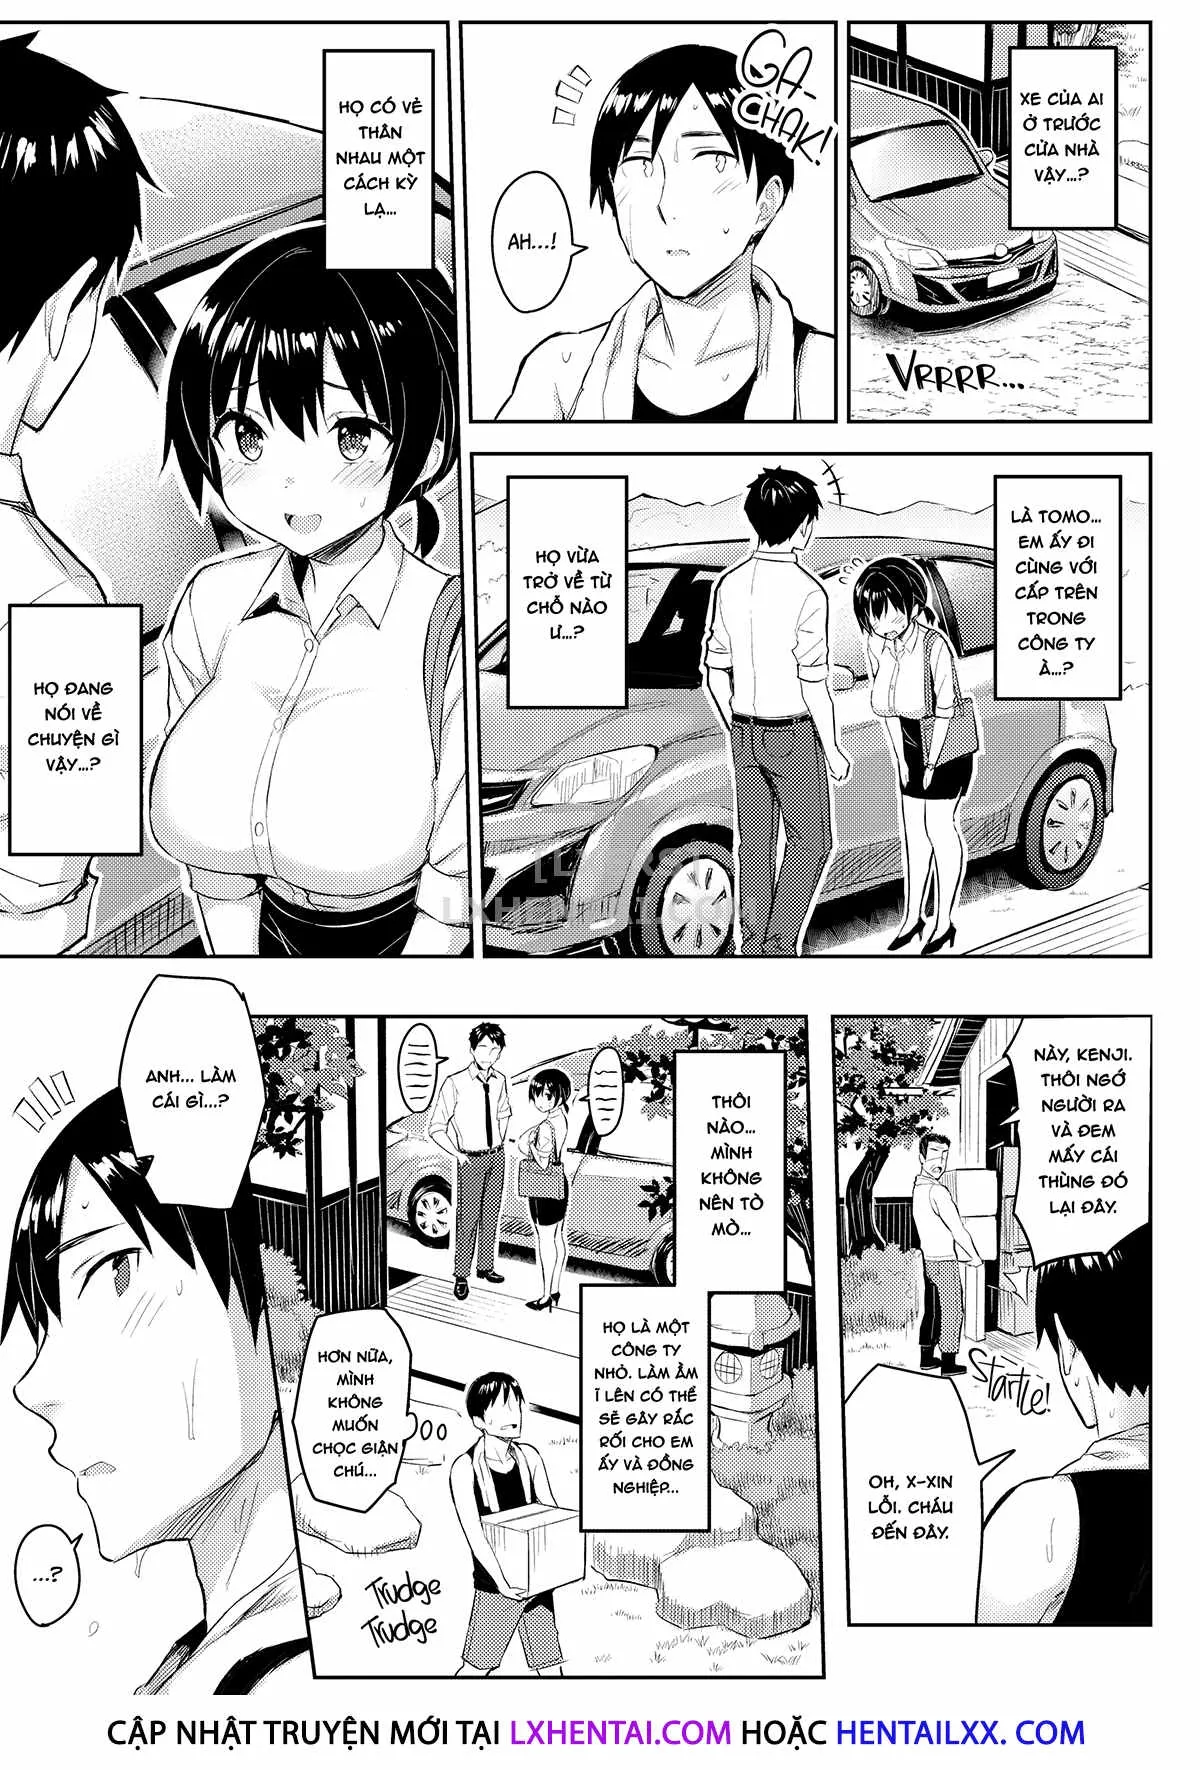 XE CỦA AI
Ở TRƯỚC
CỬA NHÀ
VẬY...?
VRRRR...
GA-
CHAK!
AH...!
HỌ CÓ VẺ
THÂN
NHAU MỘT
CÁCH KỲ
LẠ...
LÀ TOMO...
EM ẤY ĐI
CÙNG VỚI
CẤP TRÊN
TRONG
CÔNG TY
À...?
HỌ VỪA
TRỞ VỀ TỪ
CHỖ NÀO
Ư...?
HỌ ĐANG
NÓI VỀ
CHUYỆN GÌ
VẬY...?
LXHENTAI.COM
NÀY, KENJI.
THÔI NGỚ
NGƯỜI RA
VÀ ĐEM
MẤY CÁI
THÙNG ĐÓ
LẠI ĐÂY.
Startle!
OH, X-XIN
LỖI. CHÁU
ĐẾN ĐÂY.
THÔI
NÀO...
MÌNH
KHÔNG
NÊN TÒ
MÒ...
HỌ LÀ MỘT
CÔNG TY
NHỎ. LÀM ẦM
Ĩ LÊN CÓ THỂ
SẼ GÂY RẮC
RỐI CHO EM
ẤY VÀ ĐỒNG
NGHIỆP...
HƠN NỮA,
MÌNH
KHÔNG
MUỐN
CHỌC GIẬN
CHÚ...
Trudge
Trudge
ANH... LÀM
CÁI GÌ...?
...?
CẬP NHẬT TRUYỆN MỚI TẠI LXHENTAI.COM HOẶC HENTAILXX. COM